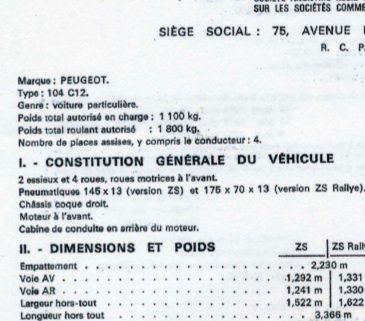 SUR LES SOCIÉTÉS COMME
SIÈGE SOCIAL : 75, AVENUE
R. C. P
Marque : PEUGEOT.
Type : 104 C12.
Genre : voiture particulière.
Poids total autorisé en charge : 1 100 kg.
Poids total roulant autorisé : 1 800 kg.
Nombre de places assises, y compris le conducteur : 4.
I. - CONSTITUTION GÉNÉRALE DU VÉHICULE
2 essieux et 4 roues, roues motrices à l'avant.
Pneumatiques 145 x 13 (version ZS) et 175 x 70 x 13 (version ZS Rallye).
Châssis coque droit.
Moteur à l'avant.
Cabine de conduite en arrière du moteur.
II. - DIMENSIONS ET POIDS ZS ZS Rall
Empattement . . . . . . . . . . . . . . . . . . 2,230 m
Voie AV . . . . . . . . . . . . . . . . . . 1,292 m 1,331
Voie AR . . . . . . . . . . . . . . . . . . 1,241 m 1,330
Largeur hors-tout . . . . . . . . . . . . . . 1,522 m 1,622
Longueur hors tout . . . . . . . . . . . . . . 3,366 m